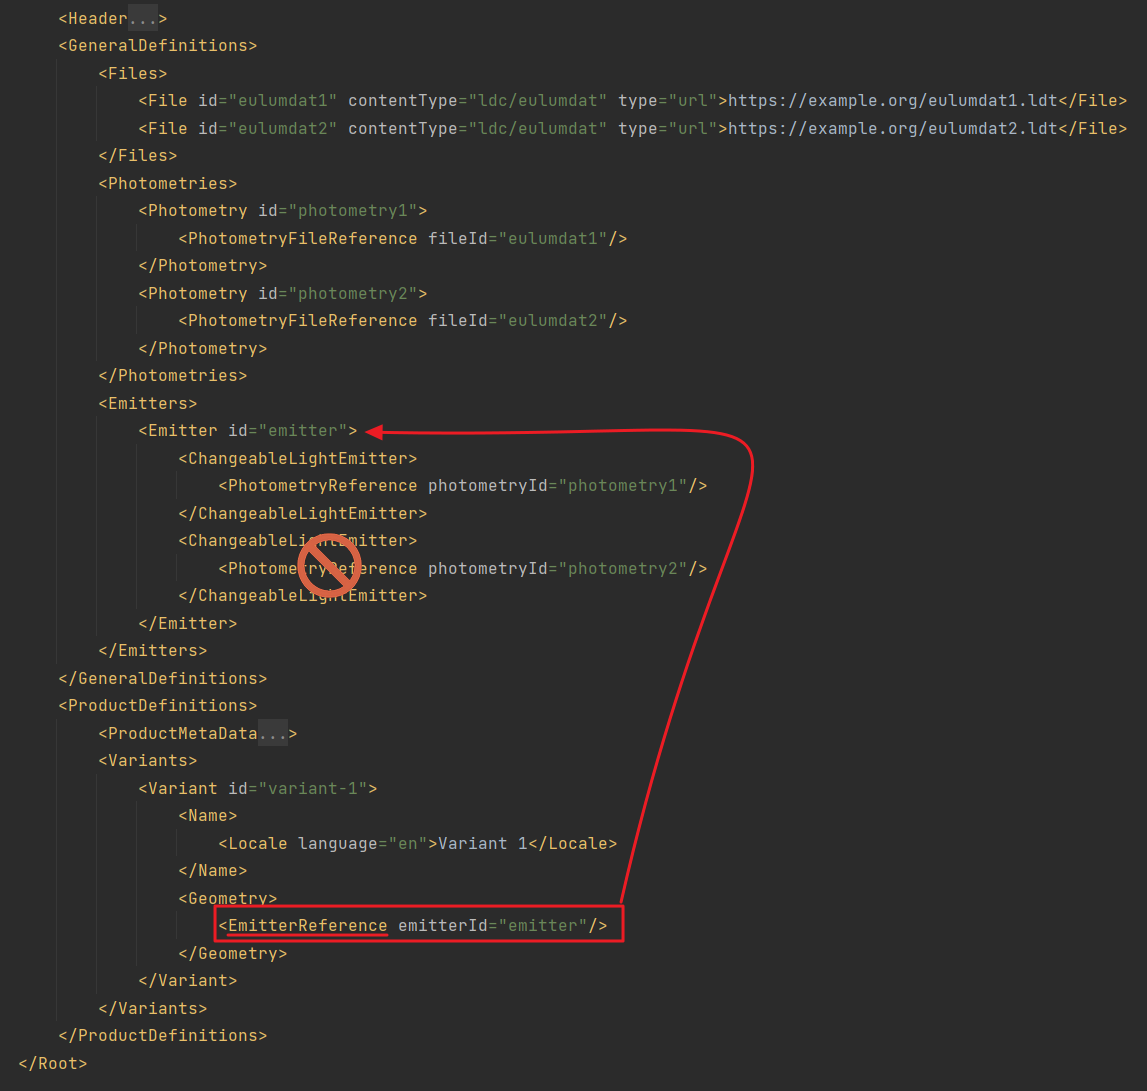 <Header...>
<GeneralDefinitions>
<Files>
<File id="eulumdat1" contentType="ldc/eulumdat" type="url">https://example.org/eulumdat1.ldt</File>
<File id="eulumdat2" contentType="ldc/eulumdat" type="url">https://example.org/eulumdat2.ldt</File>
</Files>
<Photometries>
<Photometry id="photometry1">
<PhotometryFileReference fileId="eulumdat1"/>
</Photometry>
<Photometry id="photometry2">
<PhotometryFileReference fileId="eulumdat2"/>
</Photometry>
</Photometries>
<Emitters>
<Emitter id="emitter">
<ChangeableLightEmitter>
<PhotometryReference photometryId="photometry1"/>
</ChangeableLightEmitter>
<ChangeableLightEmitter>
<PhotometryReference photometryId="photometry2"/>
</ChangeableLightEmitter>
</Emitter>
</Emitters>
</GeneralDefinitions>
<ProductDefinitions>
<ProductMetaData...>
<Variants>
<Variant id="variant-1">
<Name>
<Locale language="en">Variant 1</Locale>
</Name>
<Geometry>
<EmitterReference emitterId="emitter"/>
</Geometry>
</Variant>
</Variants>
</ProductDefinitions>
</Root>